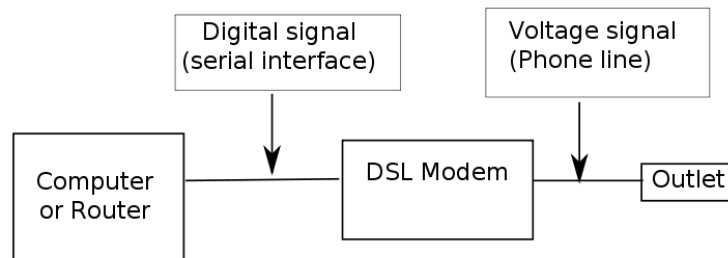 Digital signal
(serial interface)
Voltage signal
(Phone line)
Computer
or Router
DSL Modem
Outlet